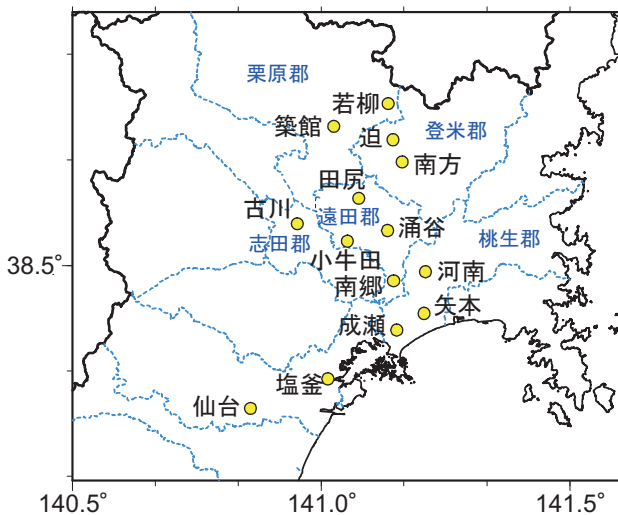 栗原郡
若柳
築館
迫
登米郡
南方
田尻
古川
遠田郡
涌谷
志田郡
桃生郡
38.5°
小牛田
河南
南郷
矢本
成瀬
塩釜
仙台
140.5°
141.0°
141.5°